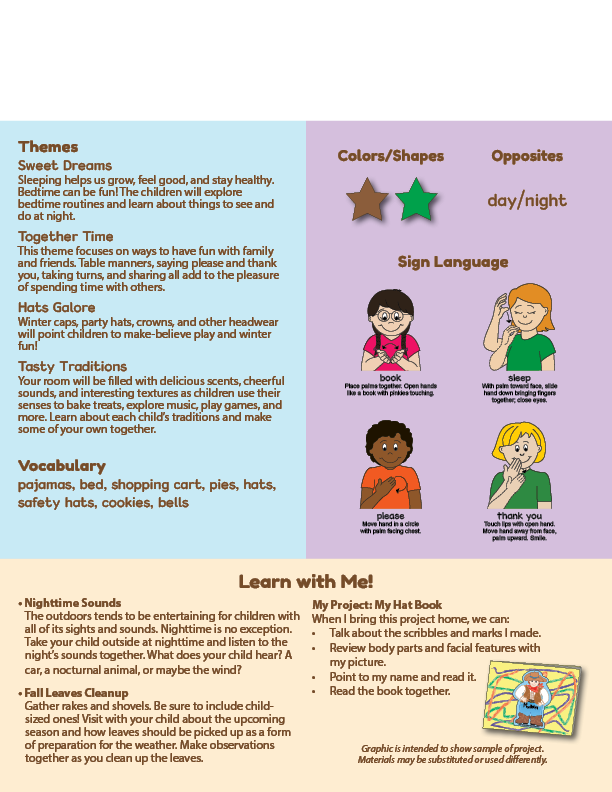 Themes
Sweet Dreams
Sleeping helps us grow, feel good, and stay healthy.
Bedtime can be fun! The children will explore
bedtime routines and learn about things to see and
do at night.
Together Time
This theme focuses on ways to have fun with family
and friends. Table manners, saying please and thank
you, taking turns, and sharing all add to the pleasure
of spending time with others.
Hats Galore
Winter caps, party hats, crowns, and other headwear
will point children to make-believe play and winter
fun!
Tasty Traditions
Your room will be filled with delicious scents, cheerful
sounds, and interesting textures as children use their
senses to bake treats, explore music, play games, and
more. Learn about each child's traditions and make
some of your own together.
Vocabulary
pajamas, bed, shopping cart, pies, hats,
safety hats, cookies, bells
Colors/Shapes
Opposites
day/night
Sign Language
book
Place palms together. Open hands
like a book with pinkies touching.
sleep
With palm toward face, slide
hand down bringing fingers
together; close eyes.
please
Move hand in a circle
with palm facing chest.
thank you
Touch lips with open hand.
Move hand away from face,
palm upward. Smile.
Learn with Me!
• Nighttime Sounds
The outdoors tends to be entertaining for children with
all of its sights and sounds. Nighttime is no exception.
Take your child outside at nighttime and listen to the
night's sounds together. What does your child hear? A
car, a nocturnal animal, or maybe the wind?
• Fall Leaves Cleanup
Gather rakes and shovels. Be sure to include child-
sized ones! Visit with your child about the upcoming
season and how leaves should be picked up as a form
of preparation for the weather. Make observations
together as you clean up the leaves.
My Project: My Hat Book
When I bring this project home, we can:
• Talk about the scribbles and marks I made.
• Review body parts and facial features with
my picture.
• Point to my name and read it.
• Read the book together.
Graphic is intended to show sample of project.
Materials may be substituted or used differently.